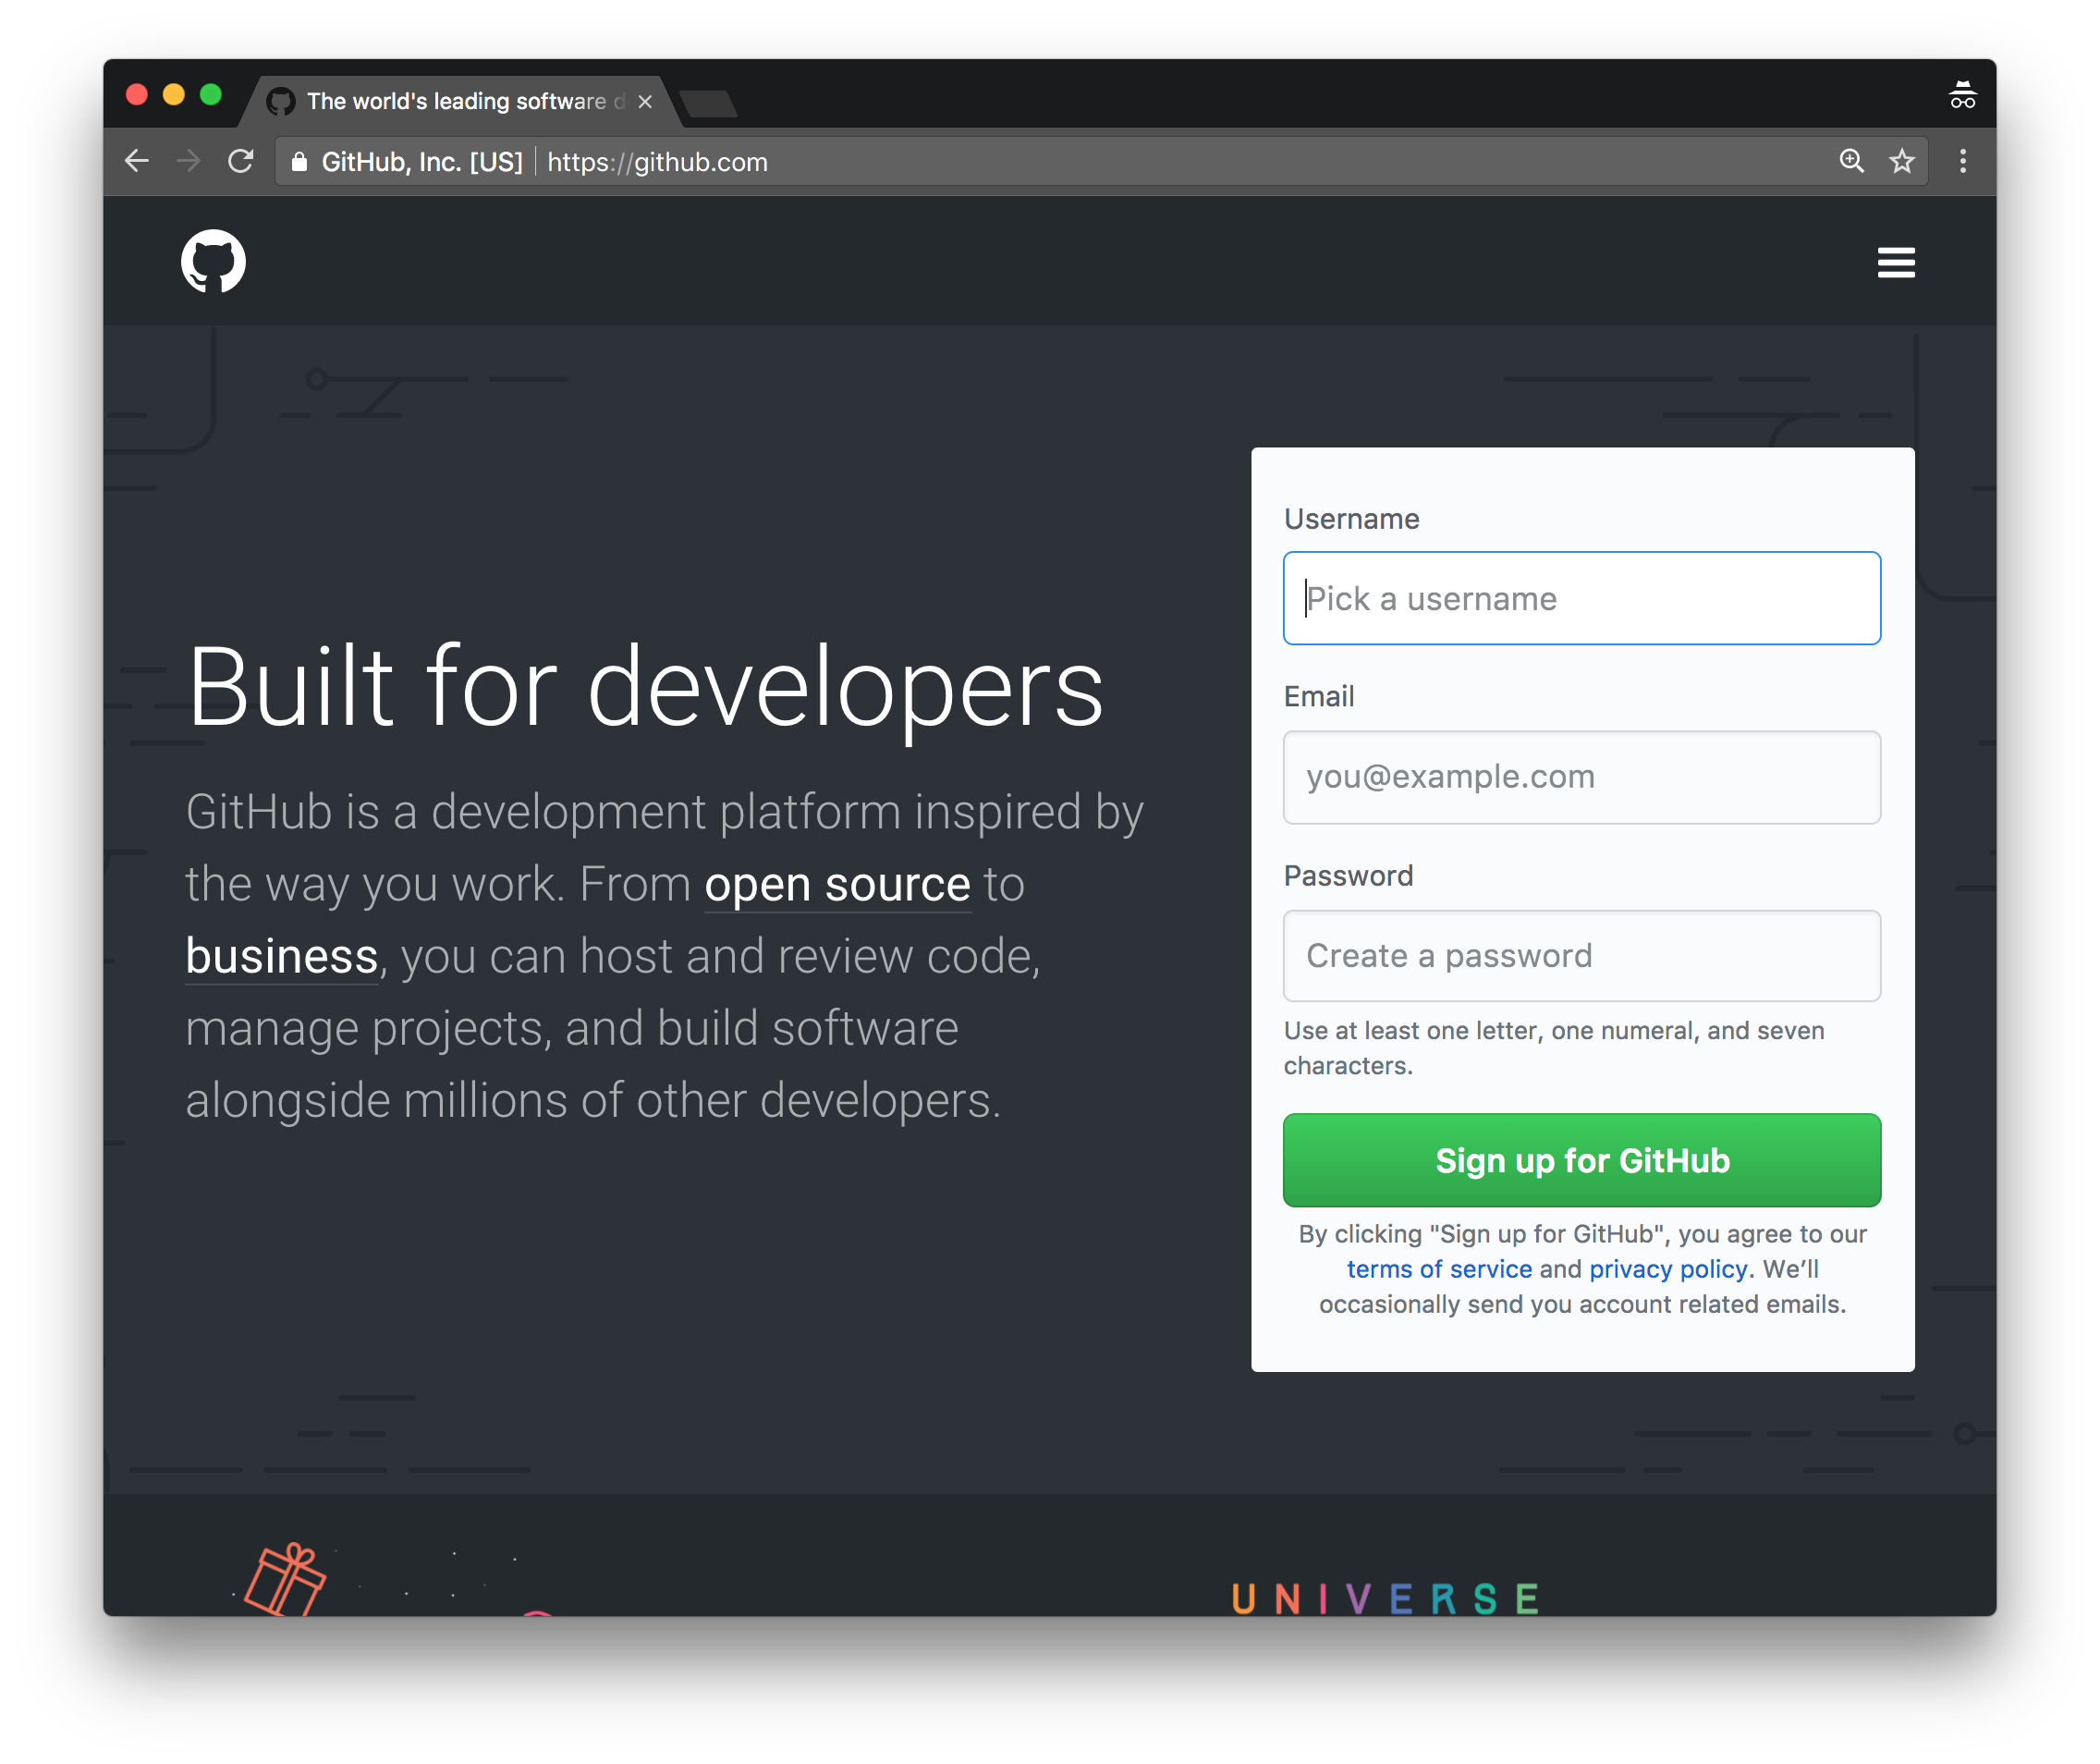 The world's leading software d
GitHub, Inc. [US] https://github.com
Built for developers
GitHub is a development platform inspired by
the way you work. From open source to
business, you can host and review code,
manage projects, and build software
alongside millions of other developers.
Username
Pick a username
Email
you@example.com
Password
Create a password
Use at least one letter, one numeral, and seven
characters.
Sign up for GitHub
By clicking "Sign up for GitHub", you agree to our
terms of service and privacy policy. We’ll
occasionally send you account related emails.
UNIVERSE